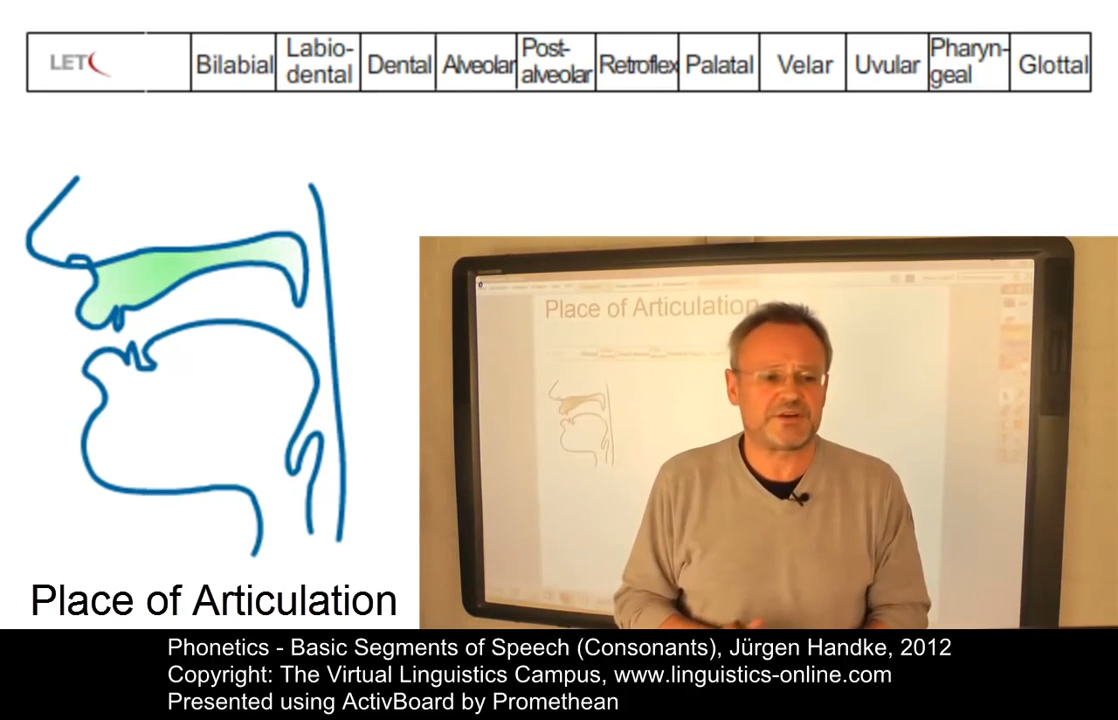 LET
Bilabial
Labio-
dental
Dental
Alveolar
Post-
alveolar
Retroflex
Palatal
Velar
Uvular
Pharyn-
geal
Glottal
Place of Articulation
Place of Articulation
Phonetics - Basic Segments of Speech (Consonants), Jürgen Handke, 2012
Copyright: The Virtual Linguistics Campus, www.linguistics-online.com
Presented using ActivBoard by Promethean